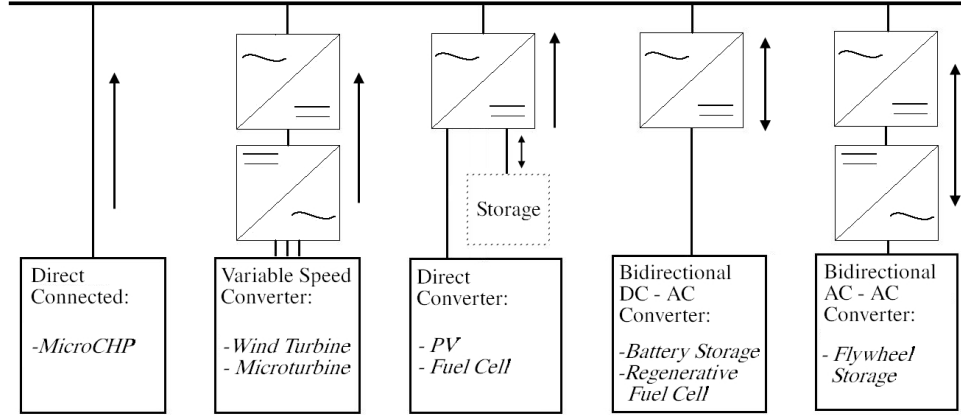 Storage
Direct
Connected:
-MicroCHP
Variable Speed
Converter:
-Wind Turbine
- Microturbine
Direct
Converter:
- PV
- Fuel Cell
Bidirectional
DC - AC
Converter:
-Battery Storage
-Regenerative
Fuel Cell
Bidirectional
AC - AC
Converter:
- Flywheel
Storage